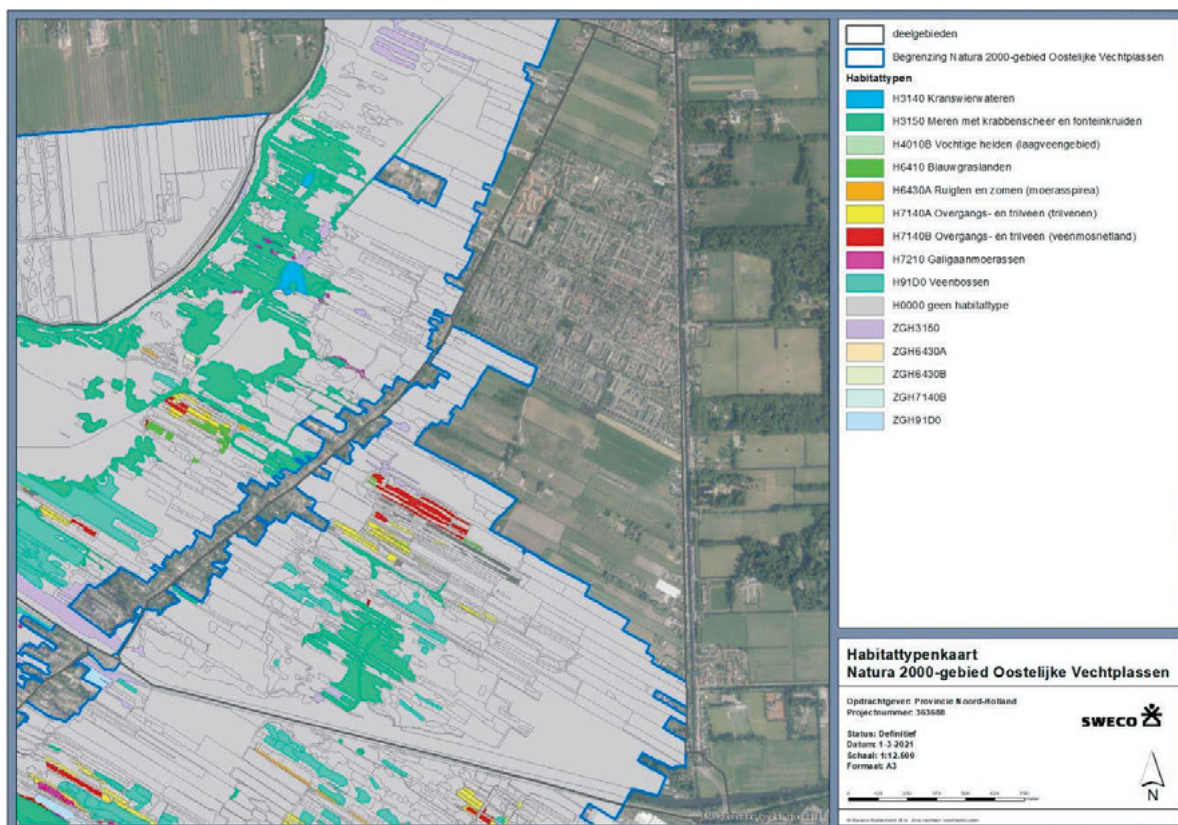 deelgebieden
Begrenzing Natura 2000-gebied Oostelijke Vechtplassen
Habitattypen
H3140 Kranswierwateren
H3150 Meren met krabbenscheer en fonteinkruiden
H4010B Vochtige heiden (laagveengebied)
H6410 Blauwgraslanden
H6430A Ruigten en zomen (moerasspirea)
H7140A Overgangs- en trilveen (trilvenen)
H7140B Overgangs- en trilveen (veenmosrietland)
H7210 Galigaanmoerassen
H91D0 Veenbossen
H0000 geen habitattype
ZGH3150
ZGH6430A
ZGH6430B
ZGH7140B
ZGH91D0
Habitattypenkaart
Natura 2000-gebied Oostelijke Vechtplassen
Opdrachtgever: Provincie Noord-Holland
Projectnummer: 363688
SWECO
Status: Definitief
Datum: 1-3-2021
Schaal: 1:12.500
Formaat: A3
N